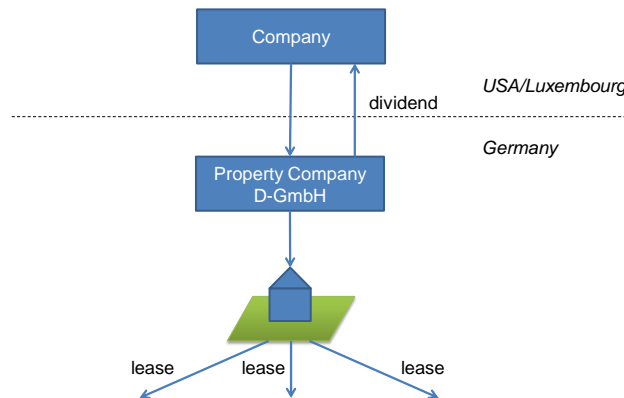 Company
USA/Luxembourg
dividend
Germany
Property Company
D-GmbH
lease
lease
lease